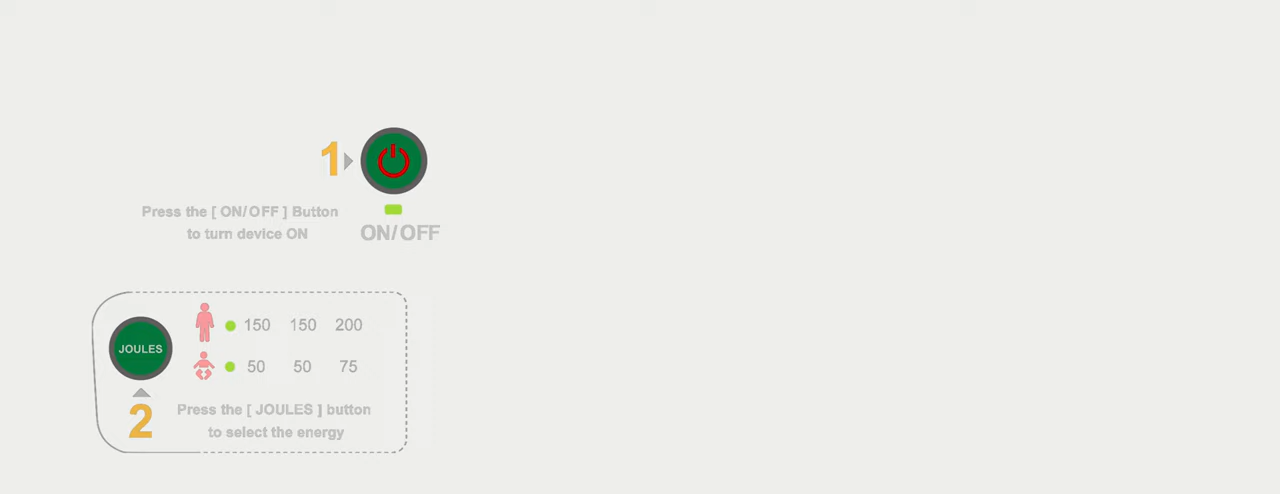 1
Press the [ ON/OFF ] Button
to turn device ON
ON/OFF
JOULES
150 150 200
50 50 75
2
Press the [ JOULES ] button
to select the energy